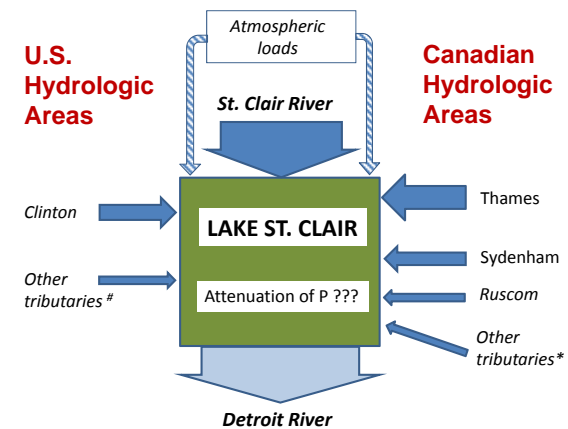 Atmospheric
loads
U.S.
Hydrologic
Areas
Canadian
Hydrologic
Areas
St. Clair River
Clinton
Other
tributaries #
LAKE ST. CLAIR
Attenuation of P ???
Thames
Sydenham
Ruscom
Other
tributaries*
Detroit River